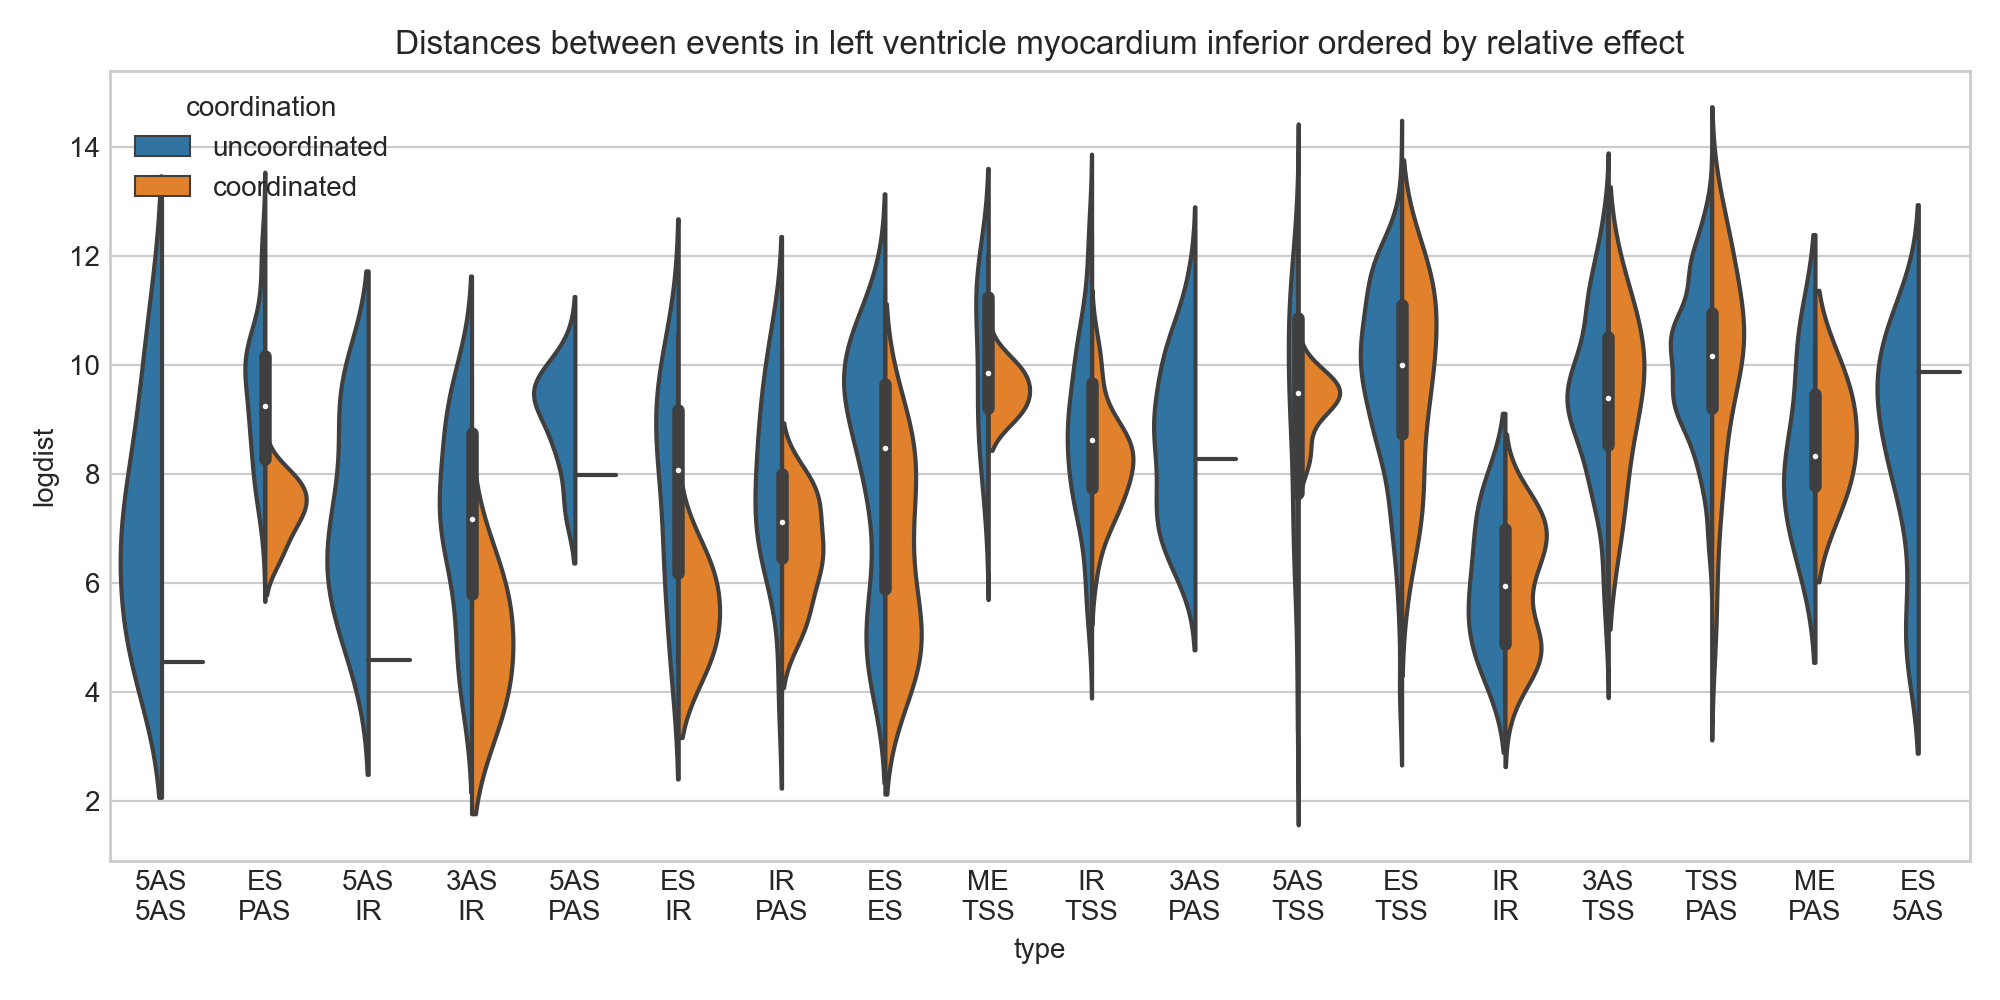 Distances between events in left ventricle myocardium inferior ordered by relative effect
coordination
uncoordinated
coordinated
14
12
10
8
6
4
2
logdist
5AS ES 5AS 3AS 5AS ES IR ES ME IR 3AS 5AS ES IR 3AS TSS ME ES
5AS PAS IR IR PAS IR PAS ES TSS TSS PAS TSS TSS IR TSS PAS PAS 5AS
type